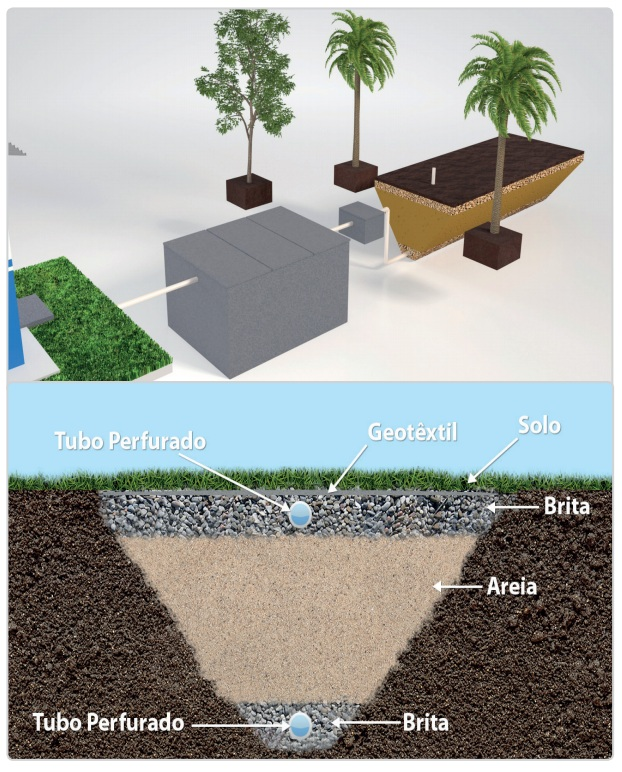 Tubo Perfurado
Geotêxtil
Solo
Brita
Areia
Tubo Perfurado
Brita